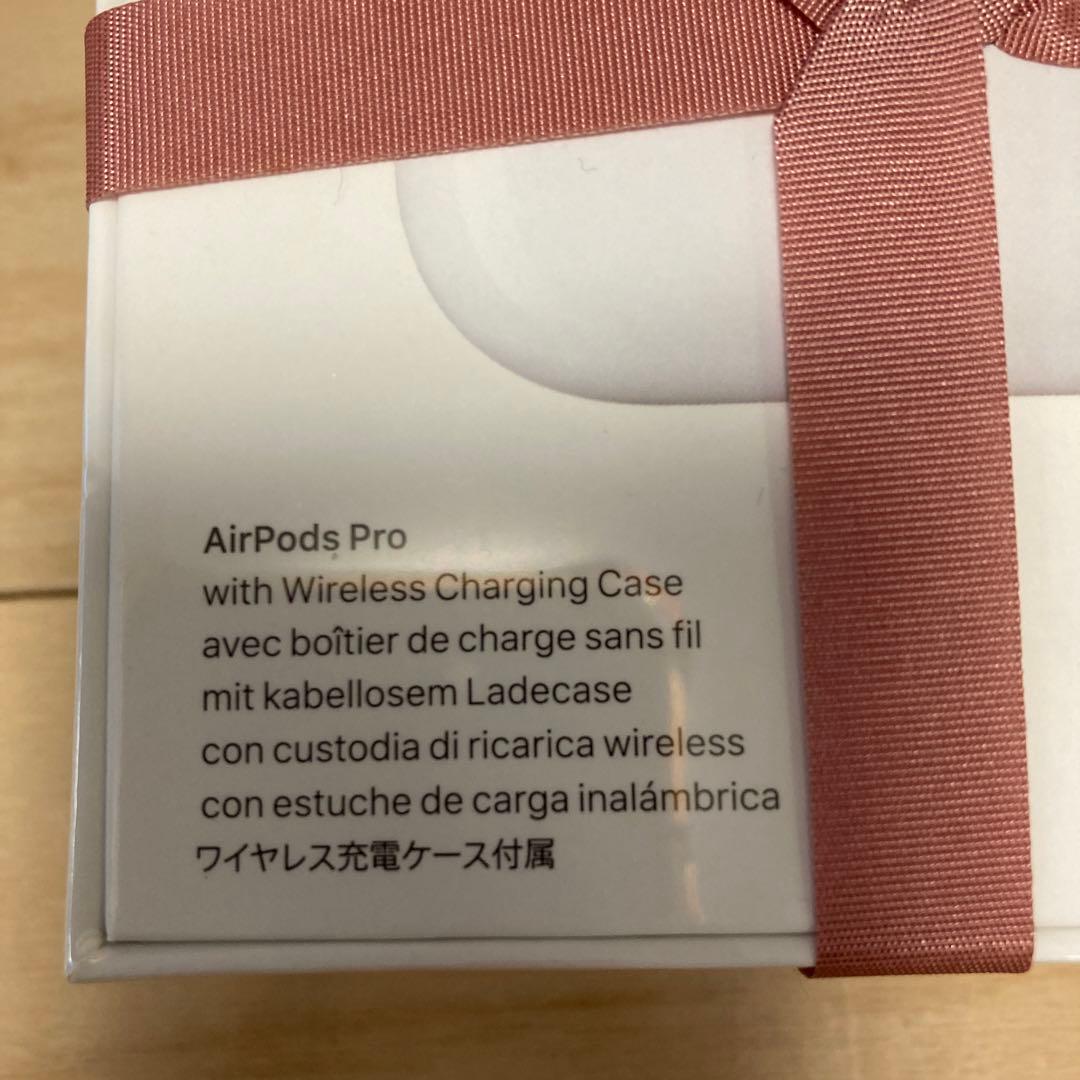 AirPods Pro
with Wireless Charging Case
avec boîtier de charge sans fil
mit kabellosem Ladecase
con custodia di ricarica wireless
con estuche de carga inalámbrica
ワイヤレス充電ケース付属